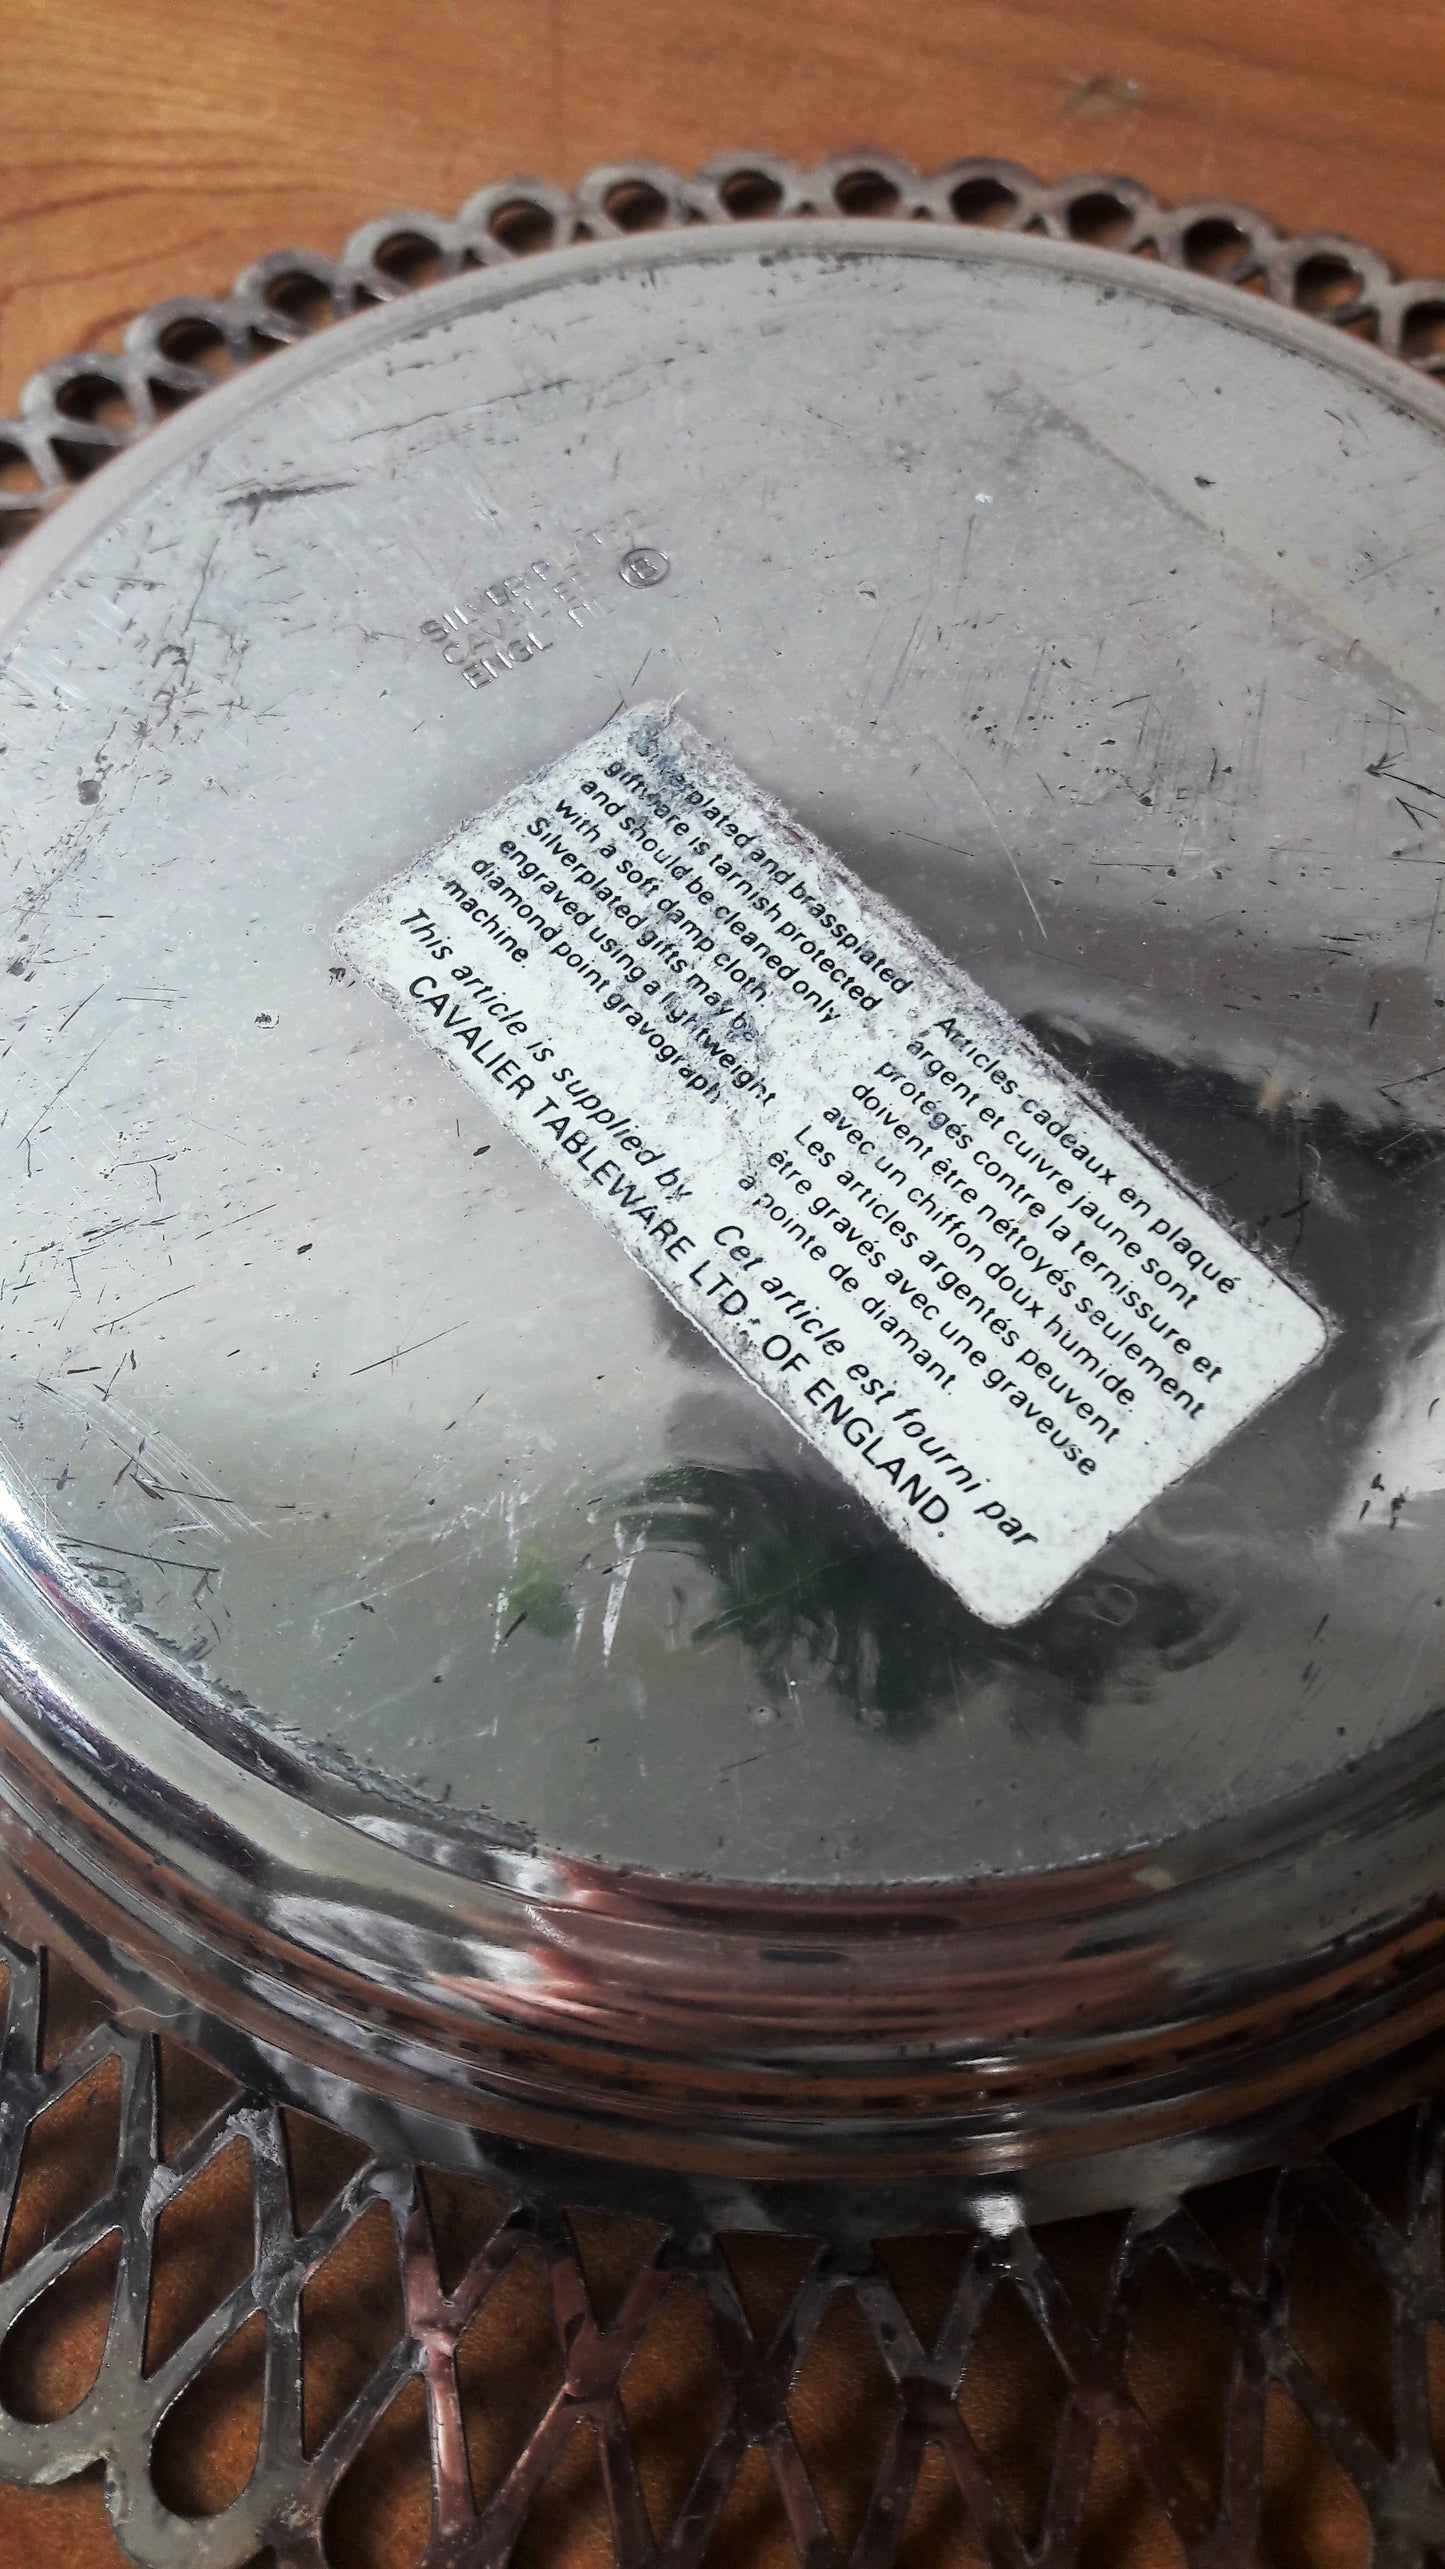 SILVERPLATE
CAVALIER
ENGLAND
B
Silverplated and brassplated
giftware is tarnish protected
and should be cleaned only
with a soft damp cloth.
Silverplated gifts may be
engraved using a lightweight
diamond point gravograph
machine.
This article is supplied by
Articles-cadeaux en plaqué
argent et cuivre jaune sont
protégés contre la ternissure et
doivent être néttoyés seulement
avec un chiffon doux humide.
Les articles argentés peuvent
être gravés avec une graveuse
à pointe de diamant.
Cet article est fourni par
CAVALIER TABLEWARE LTD. OF ENGLAND.